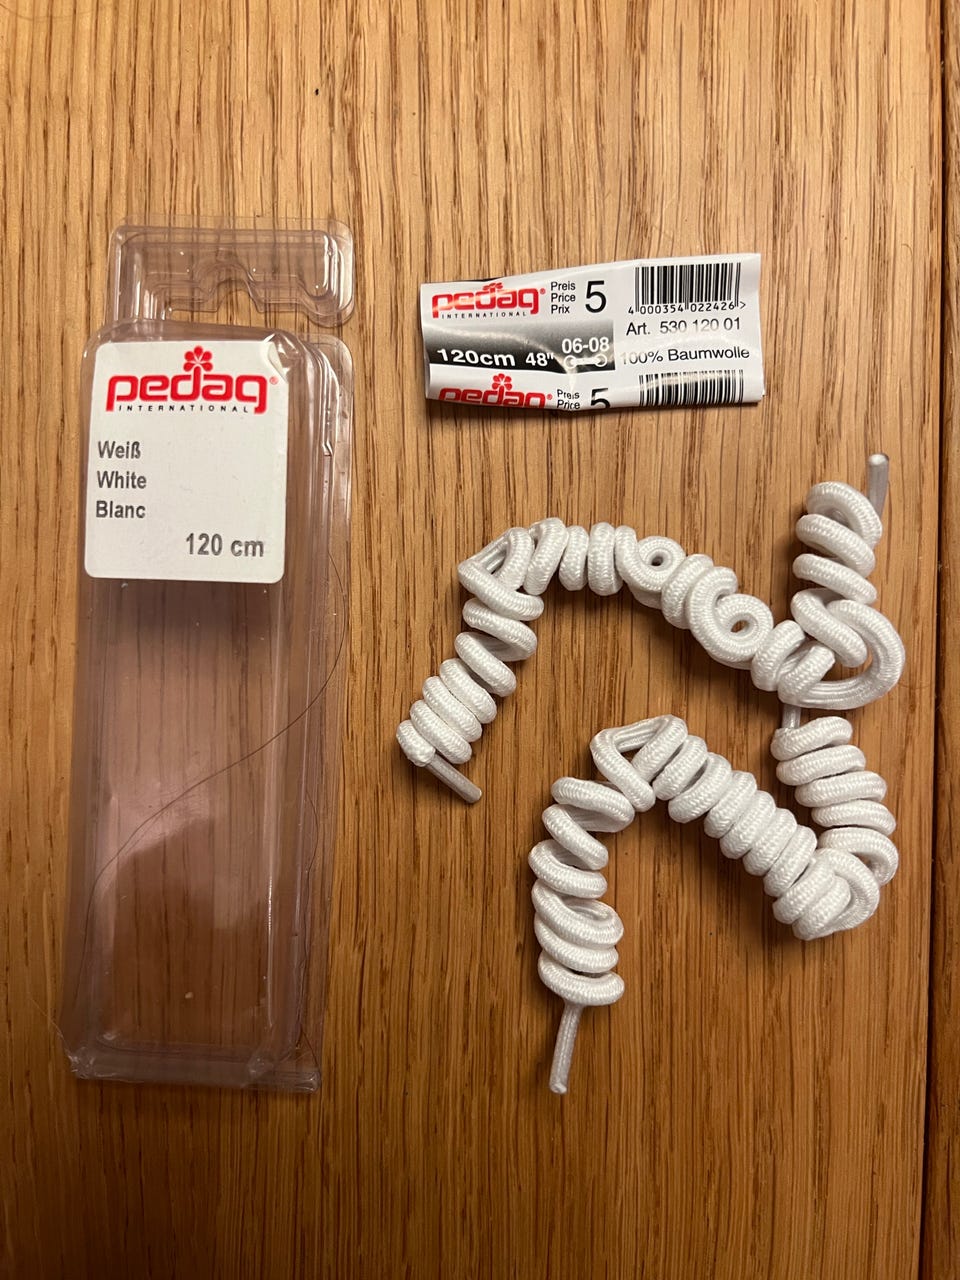 pedag®
INTERNATIONAL
Weiß
White
Blanc
120 cm
pedag®
INTERNATIONAL
Preis
Price
Prix
5
4 000354 022426 >
Art. 530 120 01
120cm 48"
06-08
100% Baumwolle
pedag®
Preis
Price
5